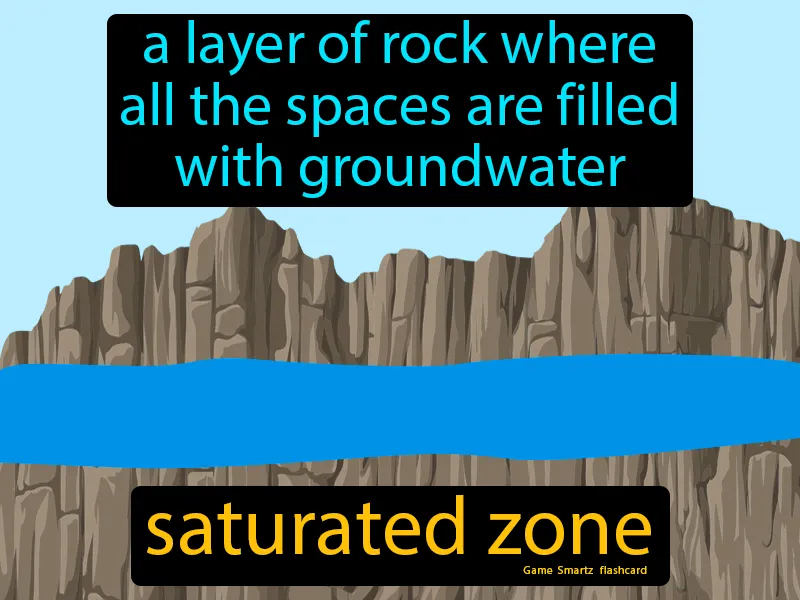 a layer of rock where
all the spaces are filled
with groundwater
saturated zone
Game Smartz flashcard